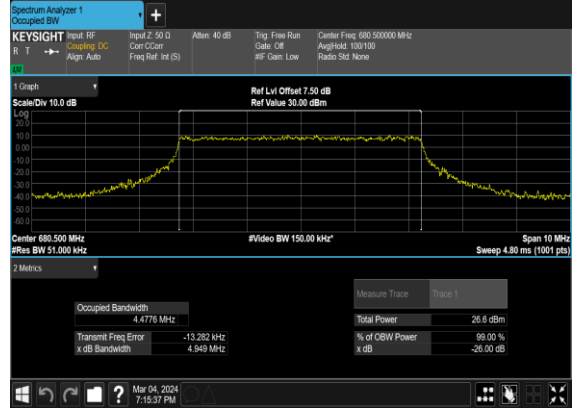 Spectrum Analyzer 1
Occupied BW
+
KEYSIGHT Input: RF Input Z: 50 Ω Atten: 40 dB Trig: Free Run Center Freq: 680.500000 MHz
R T Coupling: DC Corr CCorr Gate: Off Avg|Hold: 100/100
Align: Auto Freq Ref: Int (S) #IF Gain: Low Radio Std: None
1 Graph
Ref Lvl Offset 7.50 dB
Scale/Div 10.0 dB Ref Value 30.00 dBm
Log
20.0
10.0
0.00
-10.0
-20.0
-30.0
-40.0
-50.0
-60.0
Center 680.500 MHz #Video BW 150.00 kHz* Span 10 MHz
#Res BW 51.000 kHz Sweep 4.80 ms (1001 pts)
2 Metrics
Measure Trace Trace 1
Occupied Bandwidth
4.4776 MHz Total Power 26.6 dBm
Transmit Freq Error -13.282 kHz % of OBW Power 99.00 %
x dB Bandwidth 4.949 MHz x dB -26.00 dB
? Mar 04, 2024
7:15:37 PM